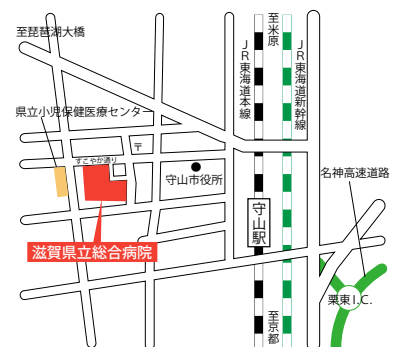 至琵琶湖大橋
至米原
JR東海道本線
JR東海道新幹線
県立小児保健医療センター
〒
すこやか通り
守山市役所
名神高速道路
守山駅
滋賀県立総合病院
栗東I.C.
至京都